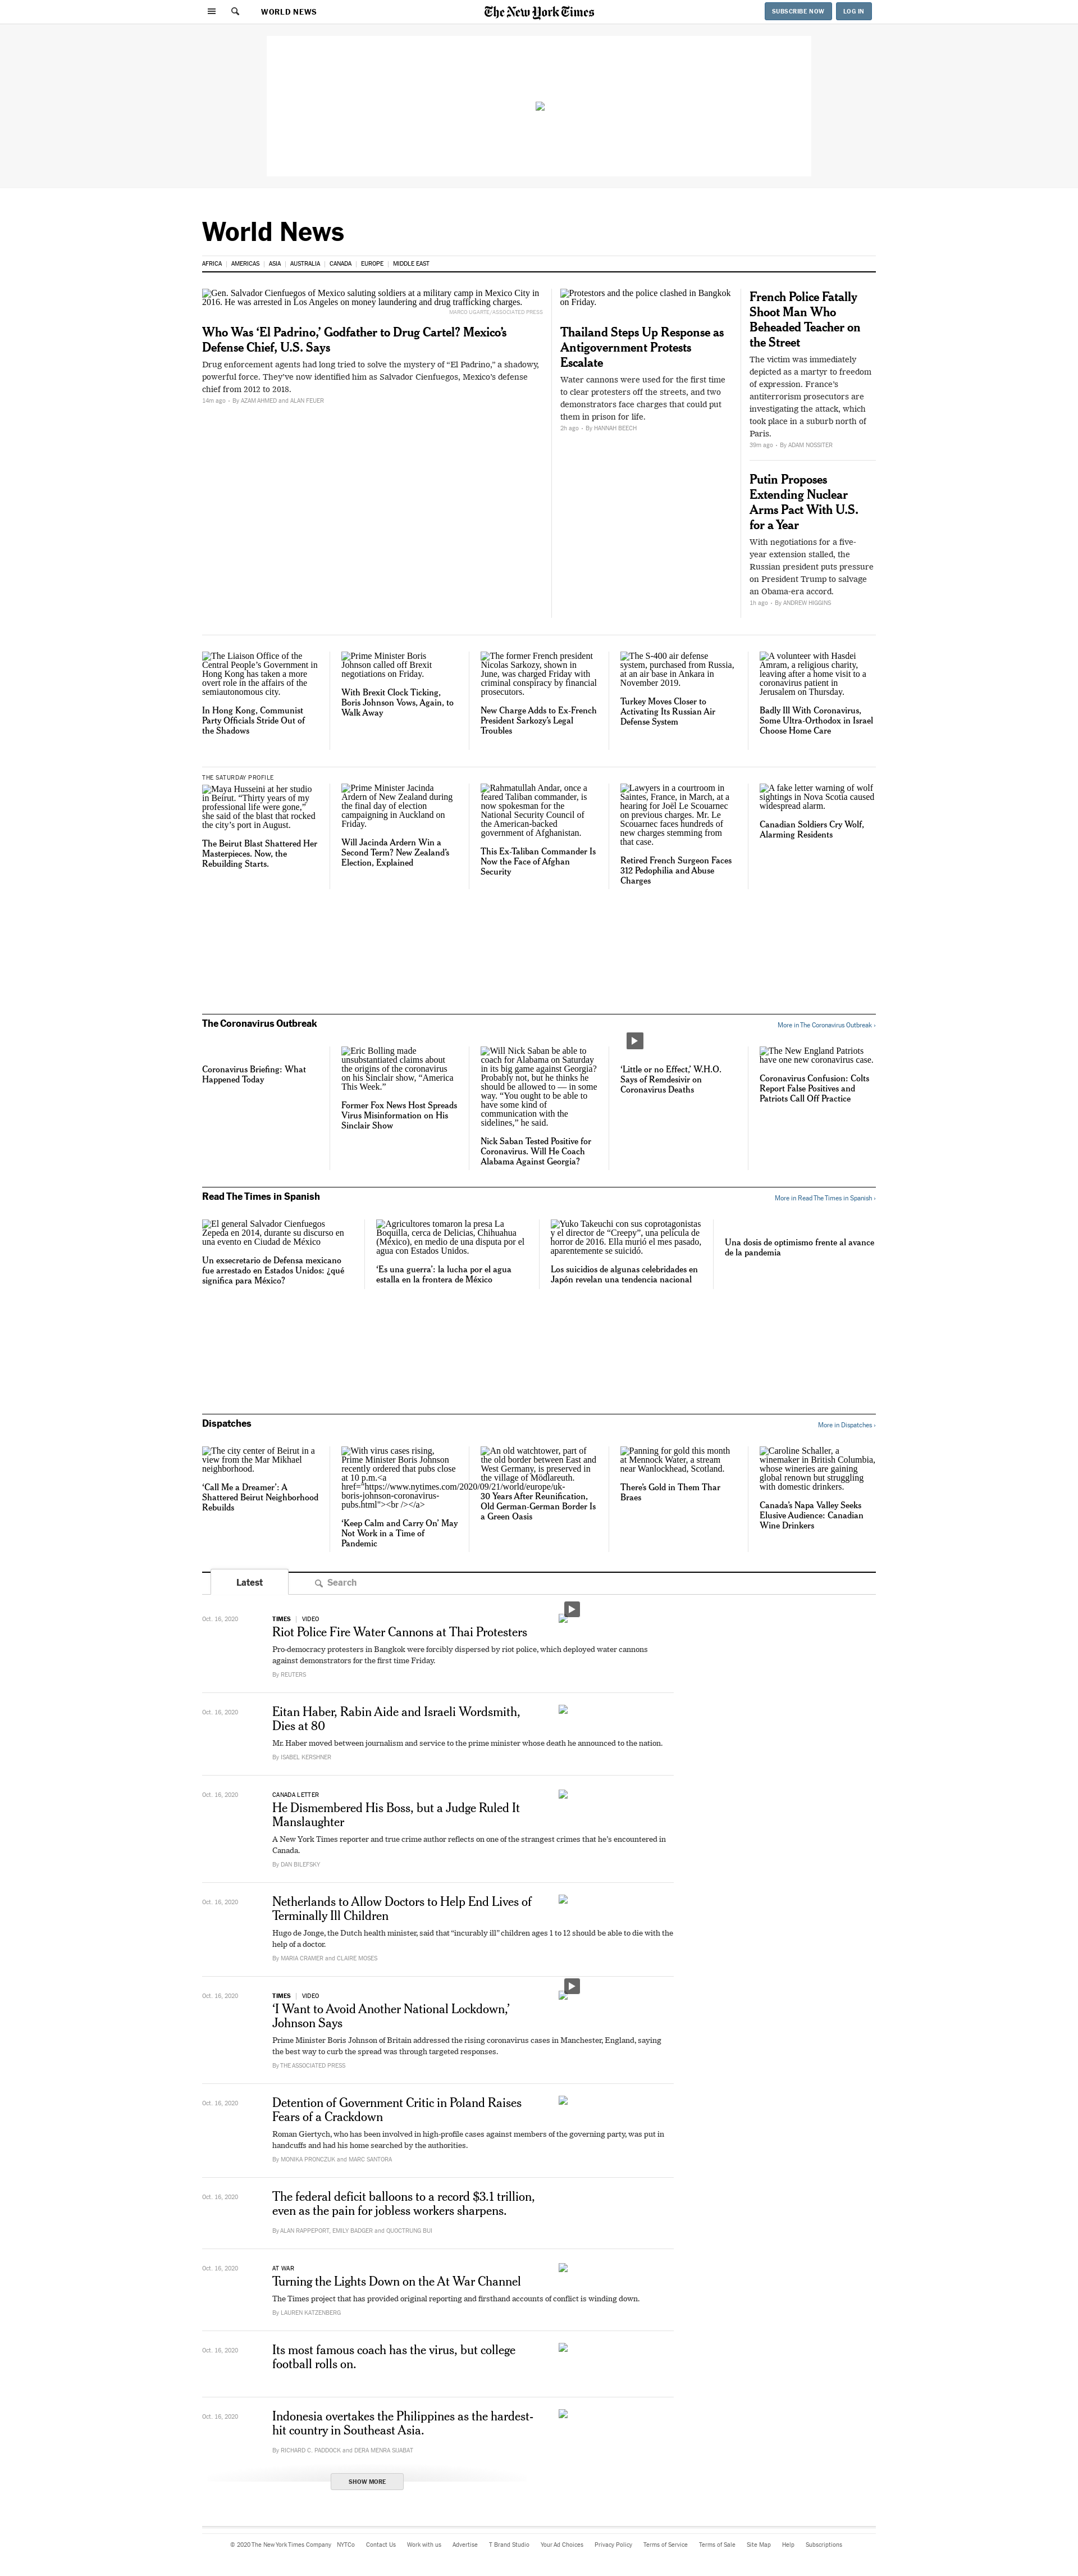 WORLD NEWS
The New York Times
SUBSCRIBE NOW
LOG IN
World News
AFRICA
AMERICAS
ASIA
AUSTRALIA
CANADA
EUROPE
MIDDLE EAST
Gen. Salvador Cienfuegos of Mexico saluting soldiers at a military camp in Mexico City in
2016. He was arrested in Los Angeles on money laundering and drug trafficking charges.
MARCO UGARTE/ASSOCIATED PRESS
Who Was ‘El Padrino,’ Godfather to Drug Cartel? Mexico’s
Defense Chief, U.S. Says
Drug enforcement agents had long tried to solve the mystery of “El Padrino,” a shadowy,
powerful force. They’ve now identified him as Salvador Cienfuegos, Mexico’s defense
chief from 2012 to 2018.
14m ago - By AZAM AHMED and ALAN FEUER
Protestors and the police clashed in Bangkok
on Friday.
Thailand Steps Up Response as
Antigovernment Protests
Escalate
Water cannons were used for the first time
to clear protesters off the streets, and two
demonstrators face charges that could put
them in prison for life.
2h ago - By HANNAH BEECH
French Police Fatally
Shoot Man Who
Beheaded Teacher on
the Street
The victim was immediately
depicted as a martyr to freedom
of expression. France’s
antiterrorism prosecutors are
investigating the attack, which
took place in a suburb north of
Paris.
39m ago - By ADAM NOSSITER
Putin Proposes
Extending Nuclear
Arms Pact With U.S.
for a Year
With negotiations for a five-
year extension stalled, the
Russian president puts pressure
on President Trump to salvage
an Obama-era accord.
1h ago - By ANDREW HIGGINS
The Liaison Office of the
Central People’s Government in
Hong Kong has taken a more
overt role in the affairs of the
semiautonomous city.
In Hong Kong, Communist
Party Officials Stride Out of
the Shadows
Prime Minister Boris
Johnson called off Brexit
negotiations on Friday.
With Brexit Clock Ticking,
Boris Johnson Vows, Again, to
Walk Away
The former French president
Nicolas Sarkozy, shown in
June, was charged Friday with
criminal conspiracy by financial
prosecutors.
New Charge Adds to Ex-French
President Sarkozy’s Legal
Troubles
The S-400 air defense
system, purchased from Russia,
at an air base in Ankara in
November 2019.
Turkey Moves Closer to
Activating Its Russian Air
Defense System
A volunteer with Hasdei
Amram, a religious charity,
leaving after a home visit to a
coronavirus patient in
Jerusalem on Thursday.
Badly Ill With Coronavirus,
Some Ultra-Orthodox in Israel
Choose Home Care
THE SATURDAY PROFILE
Maya Husseini at her studio
in Beirut. “Thirty years of my
professional life were gone,”
she said of the blast that rocked
the city’s port in August.
The Beirut Blast Shattered Her
Masterpieces. Now, the
Rebuilding Starts.
Prime Minister Jacinda
Ardern of New Zealand during
the final day of election
campaigning in Auckland on
Friday.
Will Jacinda Ardern Win a
Second Term? New Zealand’s
Election, Explained
Rahmatullah Andar, once a
feared Taliban commander, is
now spokesman for the
National Security Council of
the American-backed
government of Afghanistan.
This Ex-Taliban Commander Is
Now the Face of Afghan
Security
Lawyers in a courtroom in
Saintes, France, in March, at a
hearing for Joël Le Scouarnec
on previous charges. Mr. Le
Scouarnec faces hundreds of
new charges stemming from
that case.
Retired French Surgeon Faces
312 Pedophilia and Abuse
Charges
A fake letter warning of wolf
sightings in Nova Scotia caused
widespread alarm.
Canadian Soldiers Cry Wolf,
Alarming Residents
The Coronavirus Outbreak
More in The Coronavirus Outbreak ›
Coronavirus Briefing: What
Happened Today
Eric Bolling made
unsubstantiated claims about
the origins of the coronavirus
on his Sinclair show, “America
This Week.”
Former Fox News Host Spreads
Virus Misinformation on His
Sinclair Show
Will Nick Saban be able to
coach for Alabama on Saturday
in its big game against Georgia?
Probably not, but he thinks he
should be allowed to — in some
way. “You ought to be able to
have some kind of
communication with the
sidelines,” he said.
Nick Saban Tested Positive for
Coronavirus. Will He Coach
Alabama Against Georgia?
‘Little or no Effect,’ W.H.O.
Says of Remdesivir on
Coronavirus Deaths
The New England Patriots
have one new coronavirus case.
Coronavirus Confusion: Colts
Report False Positives and
Patriots Call Off Practice
Read The Times in Spanish
More in Read The Times in Spanish ›
El general Salvador Cienfuegos
Zepeda en 2014, durante su discurso en
una evento en Ciudad de México
Un exsecretario de Defensa mexicano
fue arrestado en Estados Unidos: ¿qué
significa para México?
Agricultores tomaron la presa La
Boquilla, cerca de Delicias, Chihuahua
(México), en medio de una disputa por el
agua con Estados Unidos.
‘Es una guerra’: la lucha por el agua
estalla en la frontera de México
Yuko Takeuchi con sus coprotagonistas
y el director de “Creepy”, una película de
horror de 2016. Ella murió el mes pasado,
aparentemente se suicidó.
Los suicidios de algunas celebridades en
Japón revelan una tendencia nacional
Una dosis de optimismo frente al avance
de la pandemia
Dispatches
More in Dispatches ›
The city center of Beirut in a
view from the Mar Mikhael
neighborhood.
‘Call Me a Dreamer’: A
Shattered Beirut Neighborhood
Rebuilds
With virus cases rising,
Prime Minister Boris Johnson
recently ordered that pubs close
at 10 p.m.<a
href="https://www.nytimes.com/2020/09/21/world/europe/uk-
boris-johnson-coronavirus-
pubs.html"><br /></a>
‘Keep Calm and Carry On’ May
Not Work in a Time of
Pandemic
An old watchtower, part of
the old border between East and
West Germany, is preserved in
the village of Mödlareuth.
30 Years After Reunification,
Old German-German Border Is
a Green Oasis
Panning for gold this month
at Mennock Water, a stream
near Wanlockhead, Scotland.
There’s Gold in Them Thar
Braes
Caroline Schaller, a
winemaker in British Columbia,
whose wineries are gaining
global renown but struggling
with domestic drinkers.
Canada’s Napa Valley Seeks
Elusive Audience: Canadian
Wine Drinkers
Latest
Search
Oct. 16, 2020
TIMES | VIDEO
Riot Police Fire Water Cannons at Thai Protesters
Pro-democracy protesters in Bangkok were forcibly dispersed by riot police, which deployed water cannons
against demonstrators for the first time Friday.
By REUTERS
Oct. 16, 2020
Eitan Haber, Rabin Aide and Israeli Wordsmith,
Dies at 80
Mr. Haber moved between journalism and service to the prime minister whose death he announced to the nation.
By ISABEL KERSHNER
Oct. 16, 2020
CANADA LETTER
He Dismembered His Boss, but a Judge Ruled It
Manslaughter
A New York Times reporter and true crime author reflects on one of the strangest crimes that he’s encountered in
Canada.
By DAN BILEFSKY
Oct. 16, 2020
Netherlands to Allow Doctors to Help End Lives of
Terminally Ill Children
Hugo de Jonge, the Dutch health minister, said that “incurably ill” children ages 1 to 12 should be able to die with the
help of a doctor.
By MARIA CRAMER and CLAIRE MOSES
Oct. 16, 2020
TIMES | VIDEO
‘I Want to Avoid Another National Lockdown,’
Johnson Says
Prime Minister Boris Johnson of Britain addressed the rising coronavirus cases in Manchester, England, saying
the best way to curb the spread was through targeted responses.
By THE ASSOCIATED PRESS
Oct. 16, 2020
Detention of Government Critic in Poland Raises
Fears of a Crackdown
Roman Giertych, who has been involved in high-profile cases against members of the governing party, was put in
handcuffs and had his home searched by the authorities.
By MONIKA PRONCZUK and MARC SANTORA
Oct. 16, 2020
The federal deficit balloons to a record $3.1 trillion,
even as the pain for jobless workers sharpens.
By ALAN RAPPEPORT, EMILY BADGER and QUOCTRUNG BUI
Oct. 16, 2020
AT WAR
Turning the Lights Down on the At War Channel
The Times project that has provided original reporting and firsthand accounts of conflict is winding down.
By LAUREN KATZENBERG
Oct. 16, 2020
Its most famous coach has the virus, but college
football rolls on.
Oct. 16, 2020
Indonesia overtakes the Philippines as the hardest-
hit country in Southeast Asia.
By RICHARD C. PADDOCK and DERA MENRA SIJABAT
SHOW MORE
© 2020 The New York Times Company
NYTCo
Contact Us
Work with us
Advertise
T Brand Studio
Your Ad Choices
Privacy Policy
Terms of Service
Terms of Sale
Site Map
Help
Subscriptions